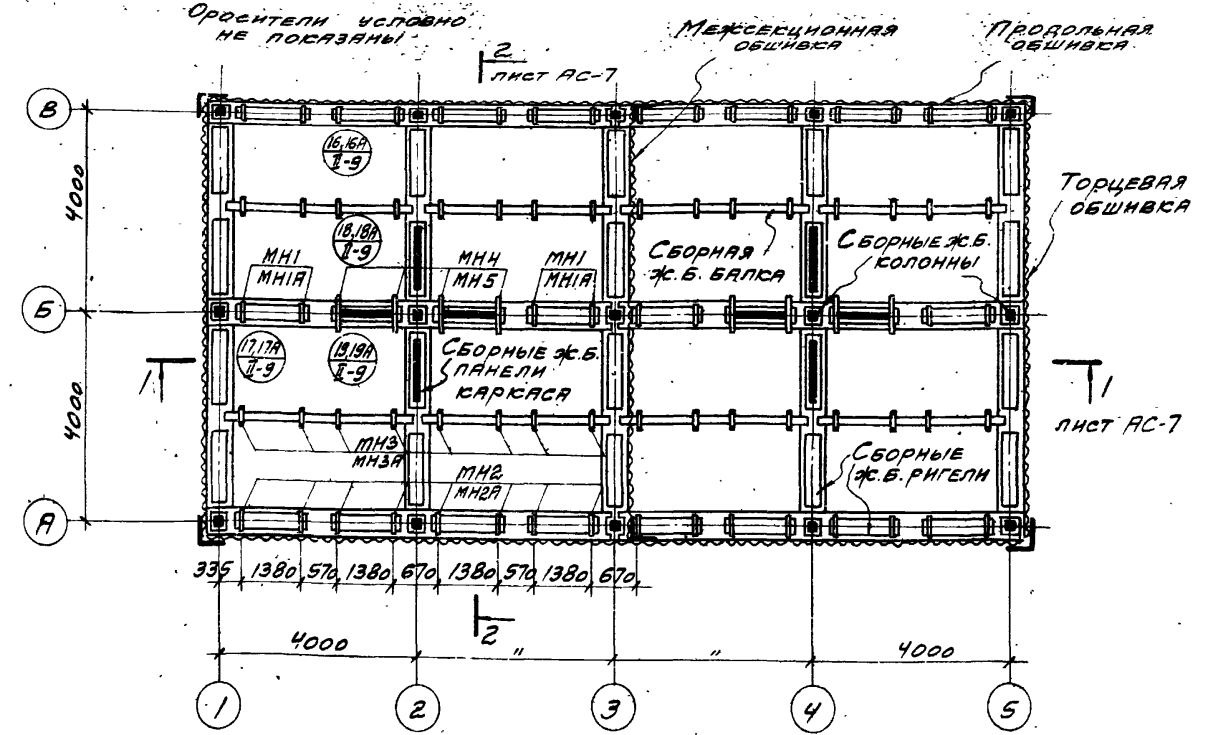 Оросители условно
не показаны
2
лист АС-7
Межсекционная
обшивка
Продольная
обшивка
В
4000
16,16А
II-9
Торцевая
обшивка
18,18А
II-9
Сборная
ж.б. балка
Сборные ж.б.
колонны
МН1
МН1А
МН4
МН5
МН1
МН1А
Б
17,17А
II-9
19,19А
II-9
Сборные ж.б.
панели
каркаса
1
1
лист АС-7
4000
МН3
МН3А
МН2
МН2А
Сборные
ж.б. ригели
А
335 1380 570 1380 670 1380 570 1380 670
2
4000 " " 4000
1 2 3 4 5